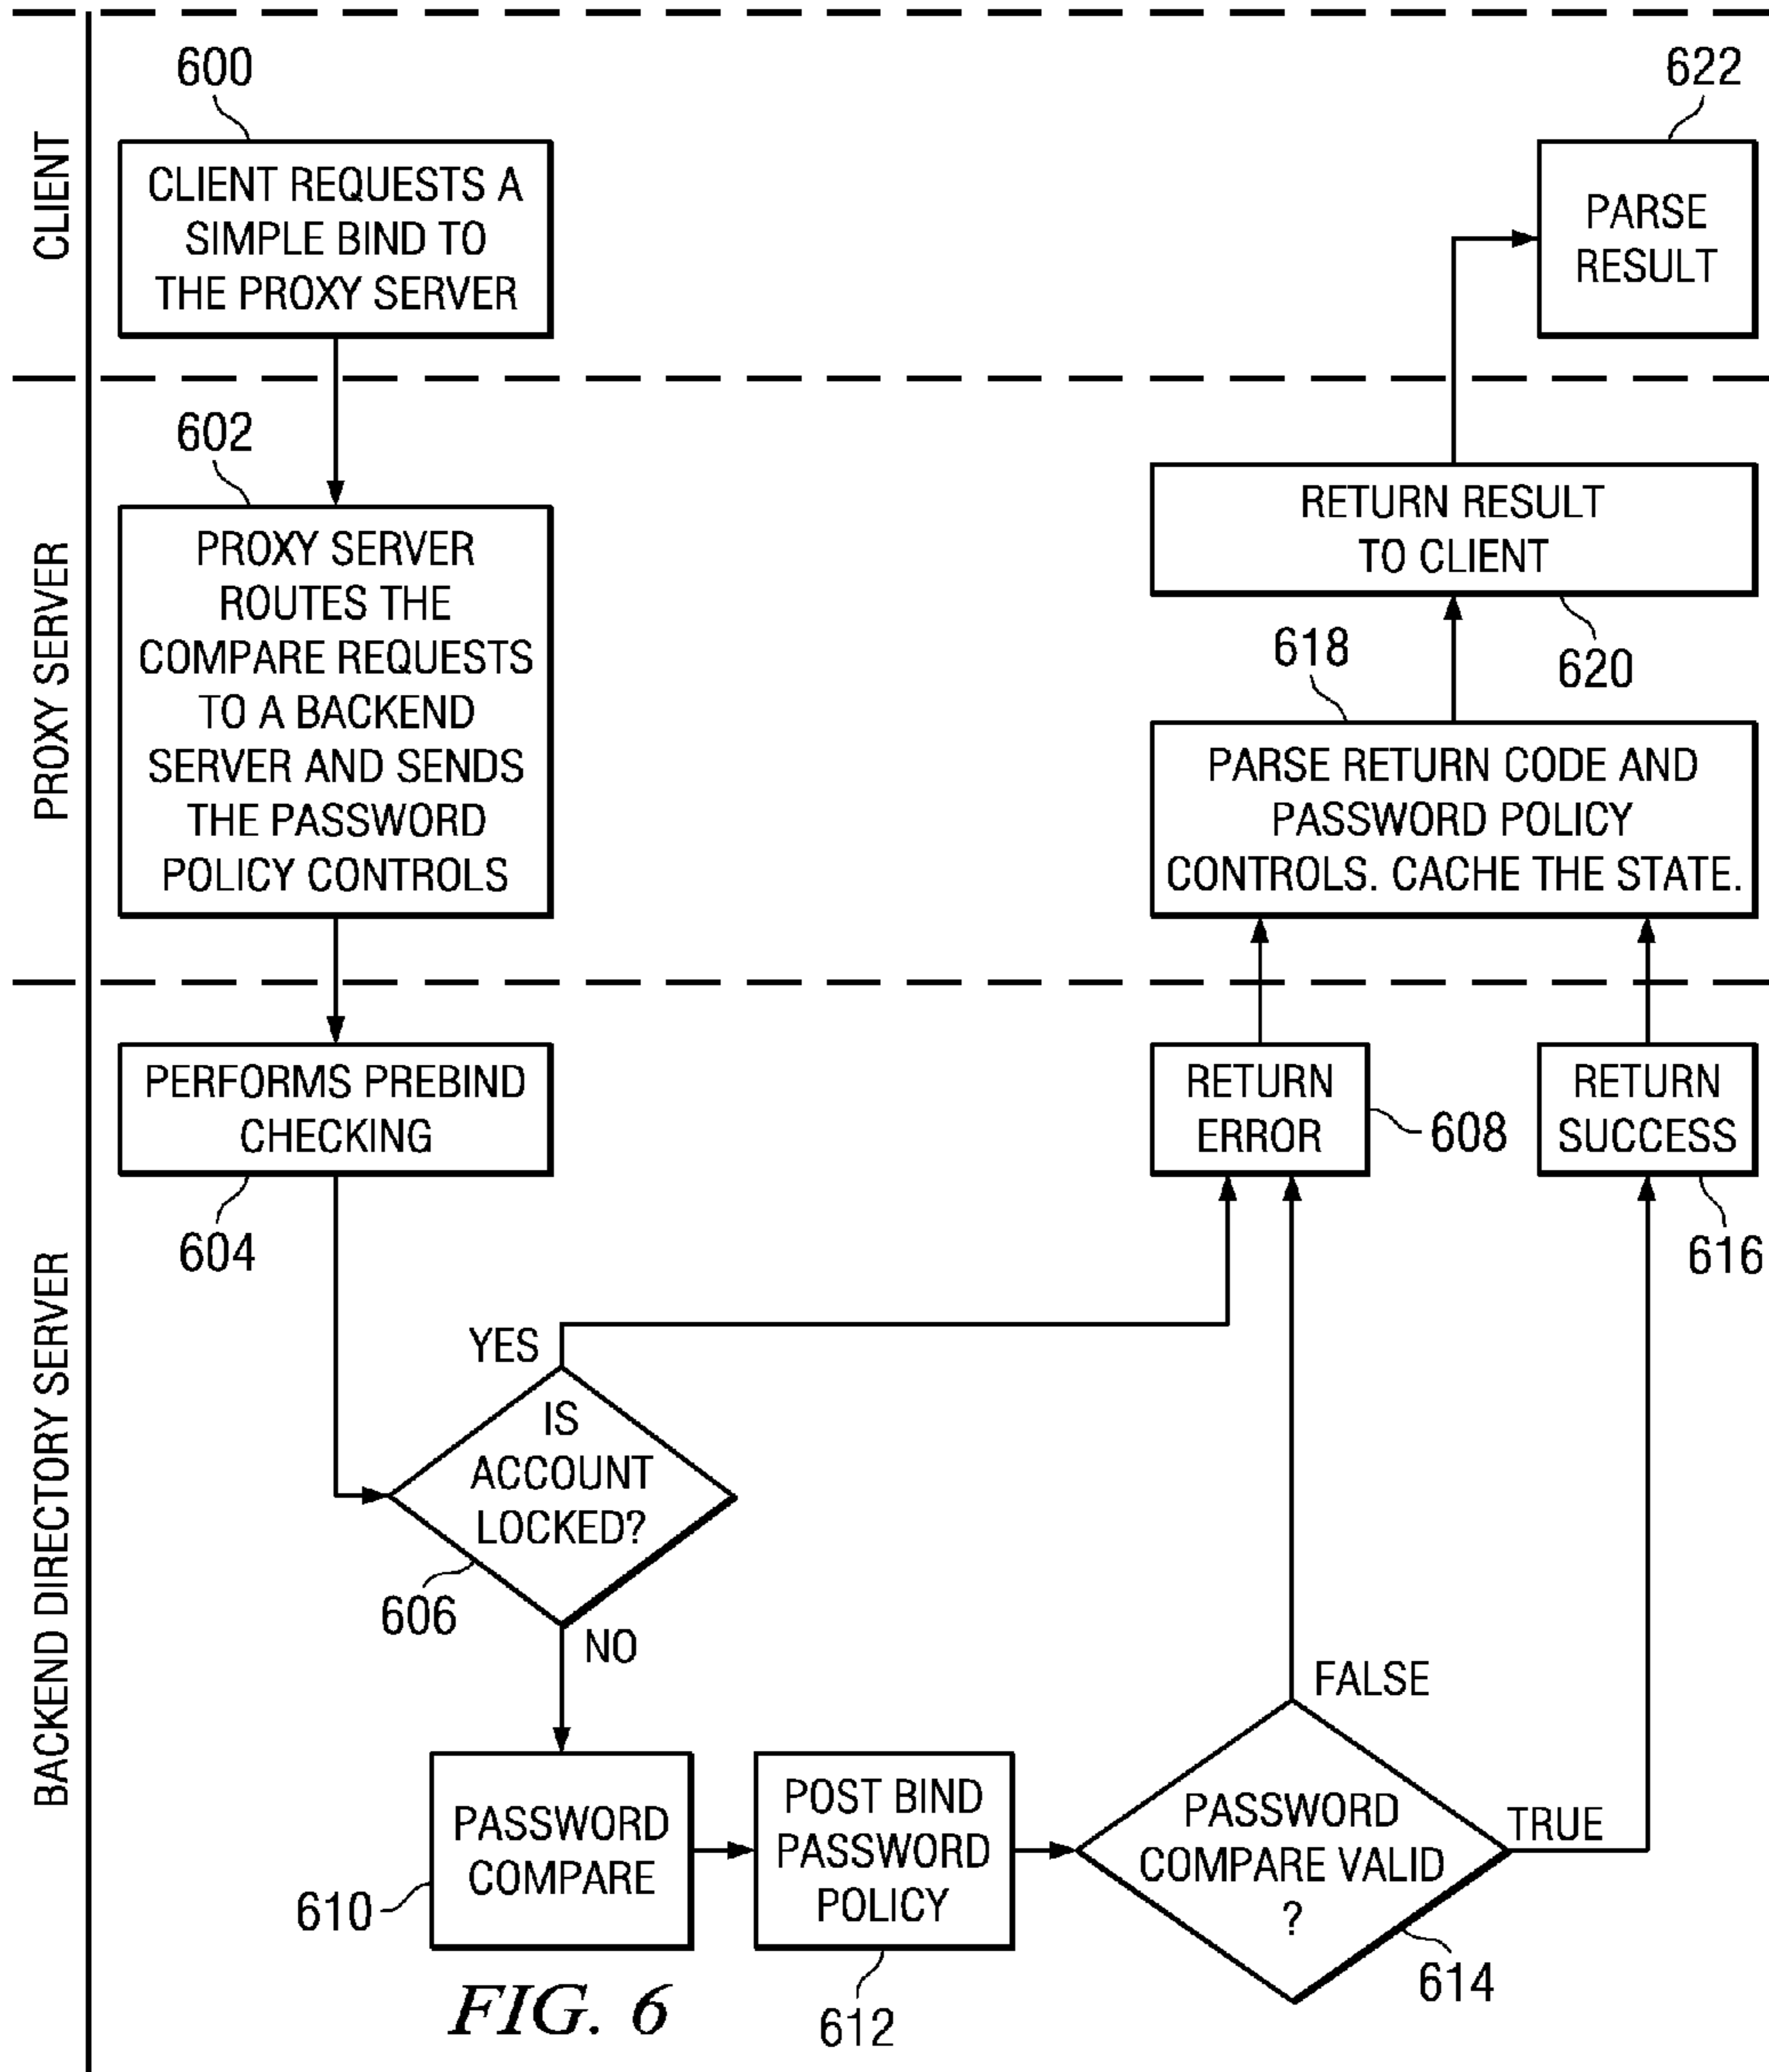 CLIENT
600
CLIENT REQUESTS A
SIMPLE BIND TO
THE PROXY SERVER
622
PARSE
RESULT
PROXY SERVER
602
PROXY SERVER
ROUTES THE
COMPARE REQUESTS
TO A BACKEND
SERVER AND SENDS
THE PASSWORD
POLICY CONTROLS
RETURN RESULT
TO CLIENT
620
618
PARSE RETURN CODE AND
PASSWORD POLICY
CONTROLS. CACHE THE STATE.
BACKEND DIRECTORY SERVER
PERFORMS PREBIND
CHECKING
604
RETURN
ERROR
608
RETURN
SUCCESS
616
YES
IS
ACCOUNT
LOCKED?
606
NO
FALSE
PASSWORD
COMPARE
610
POST BIND
PASSWORD
POLICY
612
PASSWORD
COMPARE VALID
?
TRUE
614
FIG. 6